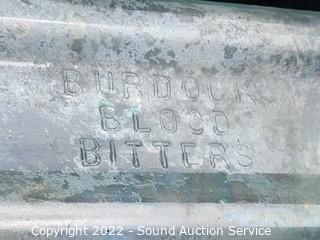 BURDOCK
BLOOD
BITTERS
Copyright 2022 - Sound Auction Service